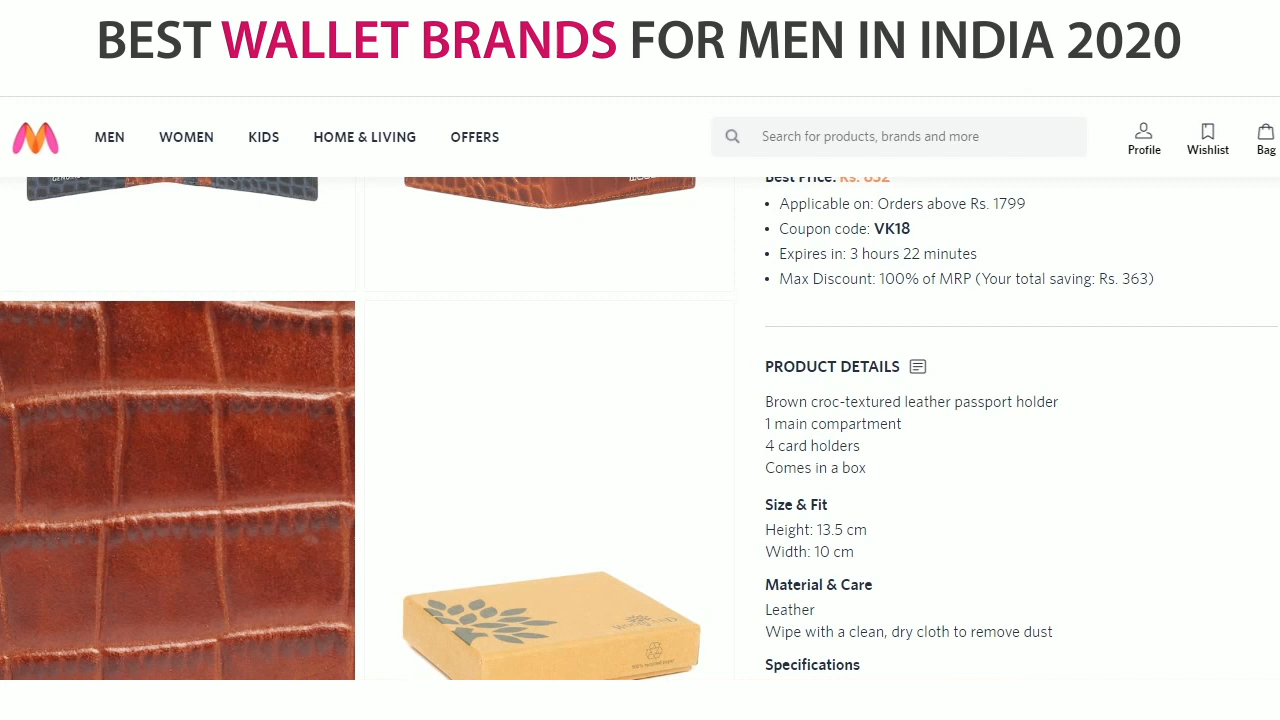 BEST WALLET BRANDS FOR MEN IN INDIA 2020
MEN WOMEN KIDS HOME & LIVING OFFERS Search for products, brands and more Profile Wishlist Bag
Best Price: Rs. 652
Applicable on: Orders above Rs. 1799
Coupon code: VK18
Expires in: 3 hours 22 minutes
Max Discount: 100% of MRP (Your total saving: Rs. 363)
PRODUCT DETAILS
Brown croc-textured leather passport holder
1 main compartment
4 card holders
Comes in a box
Size & Fit
Height: 13.5 cm
Width: 10 cm
Material & Care
Leather
Wipe with a clean, dry cloth to remove dust
Specifications